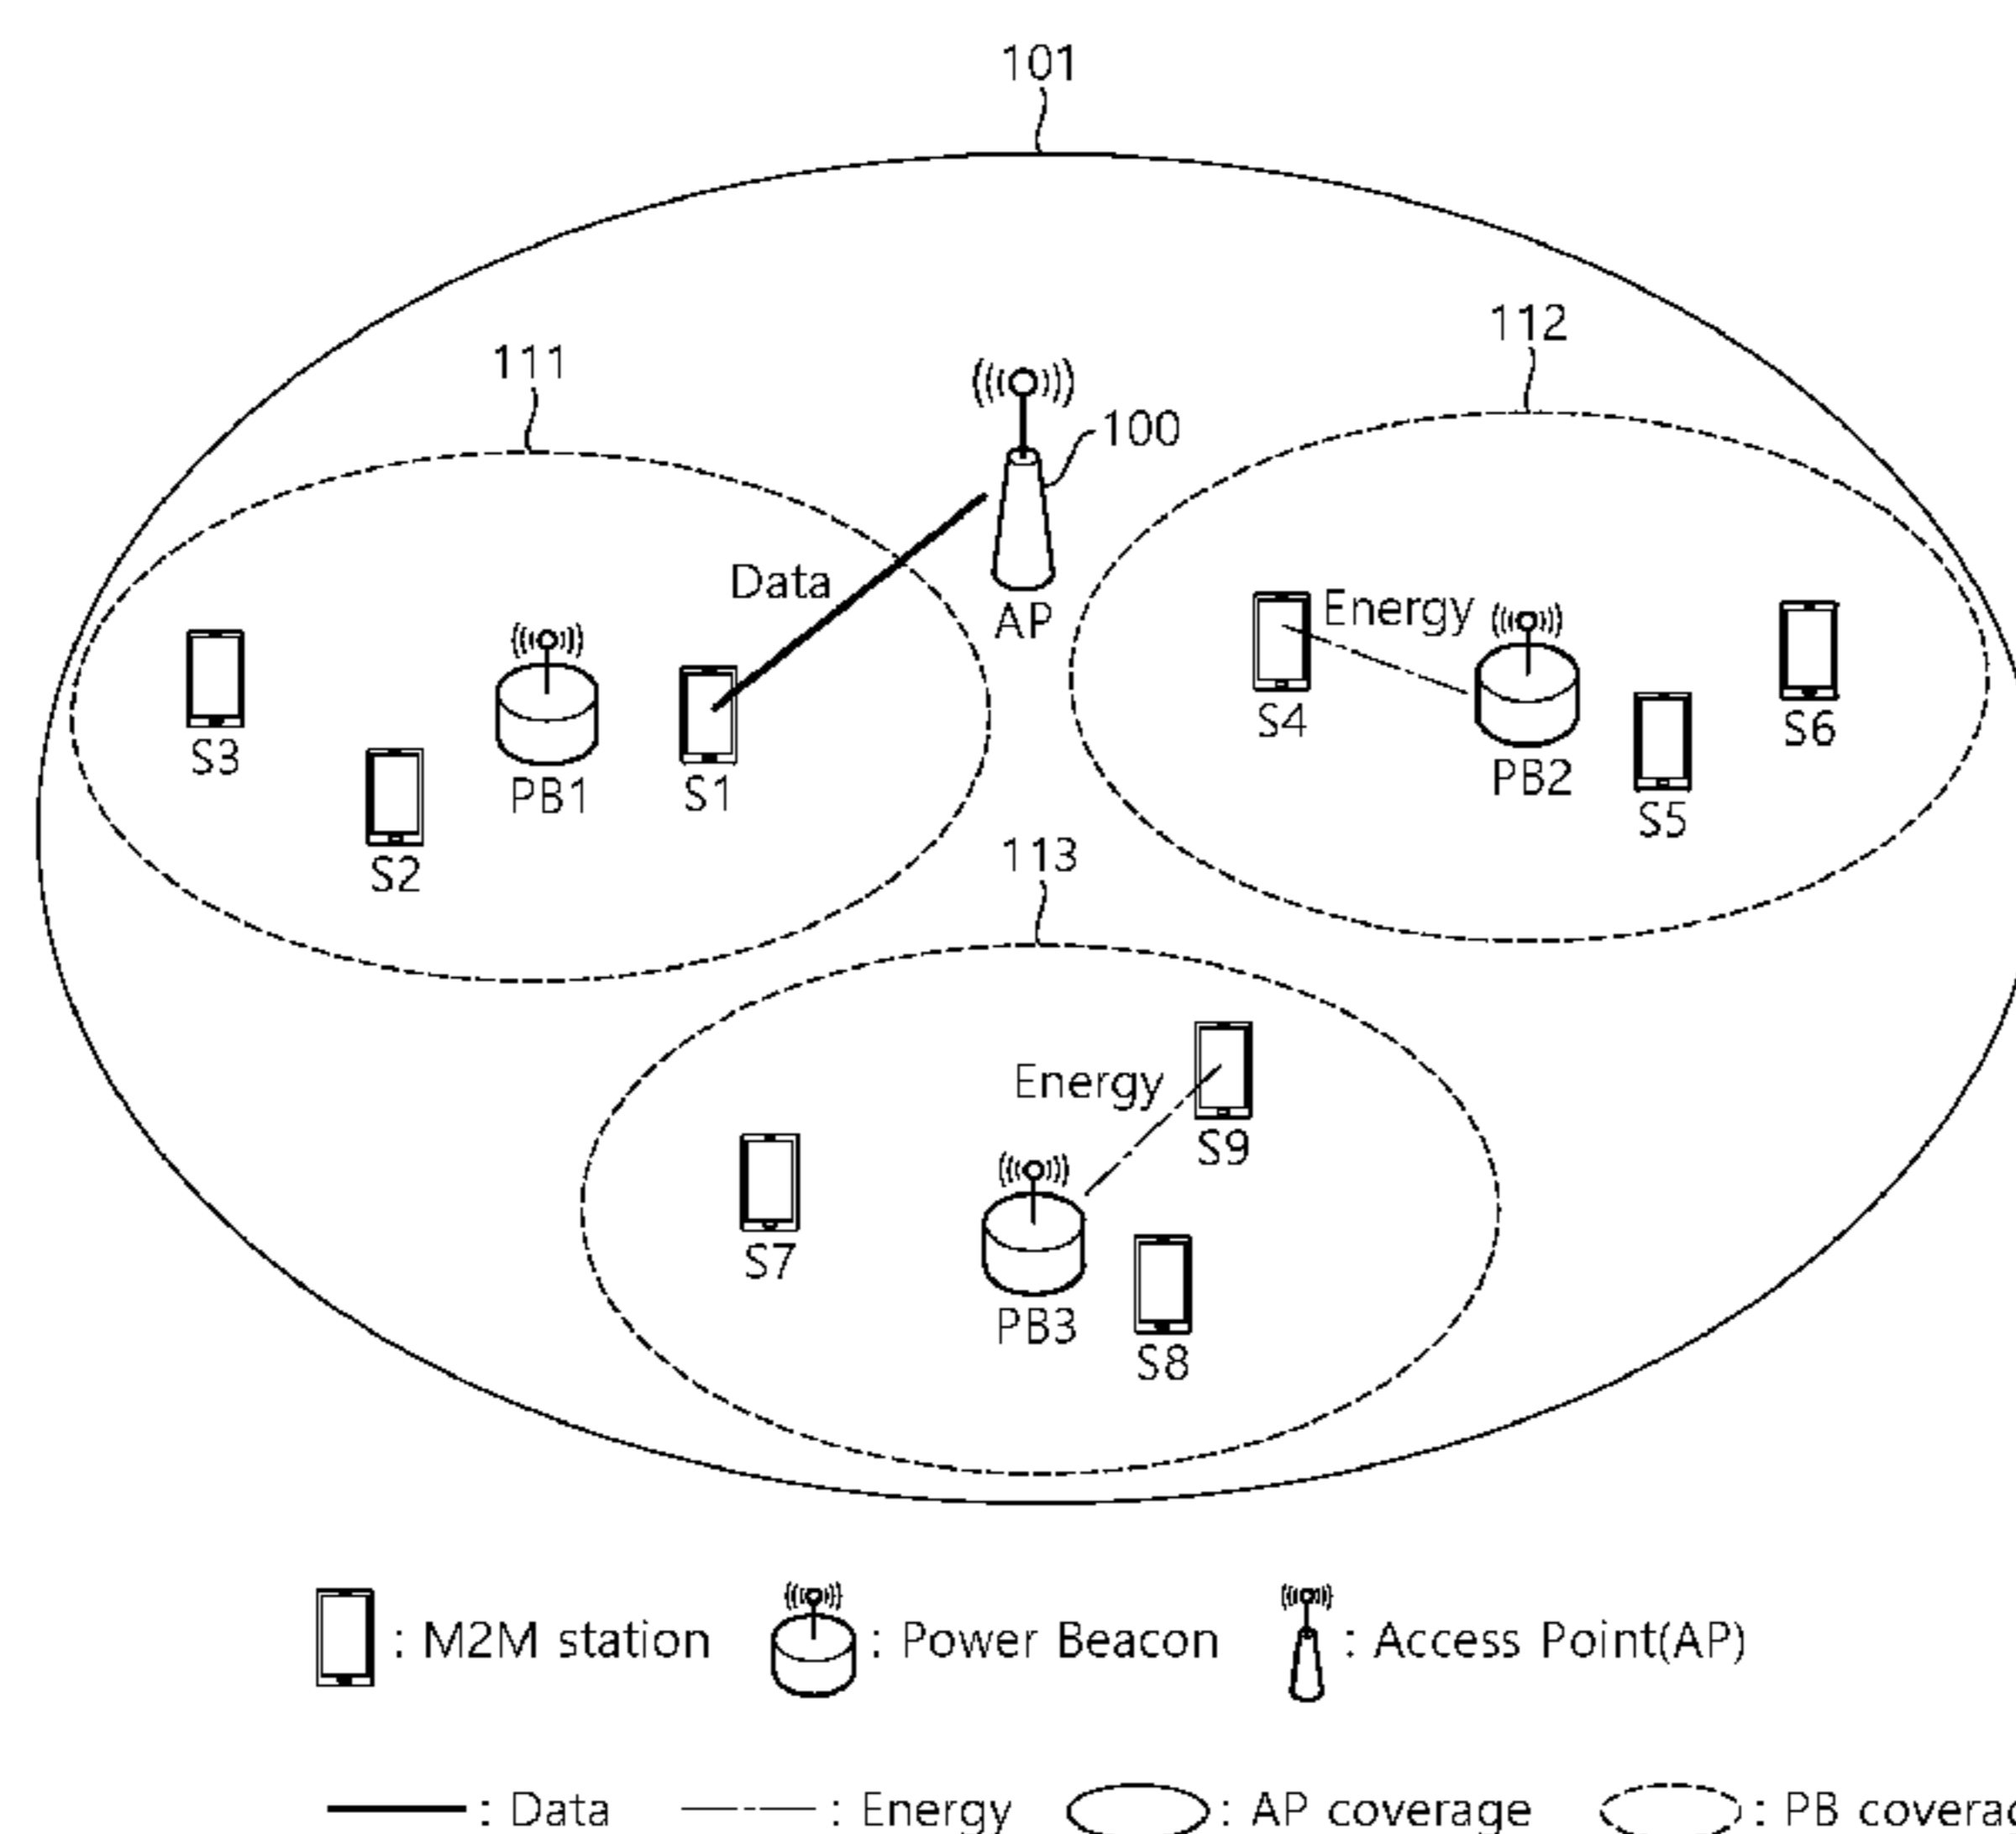 101
112
111
100
Data
AP
Energy
S3
PB1
S1
S2
S4
PB2
S6
S5
113
Energy
S9
S7
PB3
S8
: M2M station : Power Beacon : Access Point(AP)
: Data : Energy : AP coverage : PB